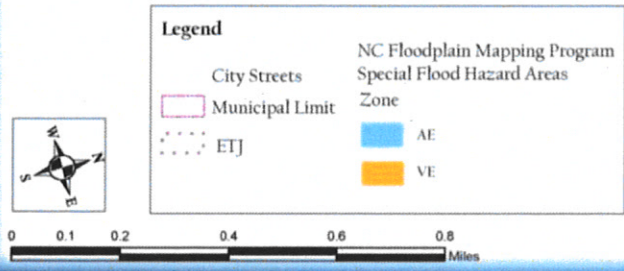 Legend
City Streets
Municipal Limit
ETJ
NC Floodplain Mapping Program
Special Flood Hazard Areas
Zone
AE
VE
W
N
S
E
0 0.1 0.2 0.4 0.6 0.8
Miles